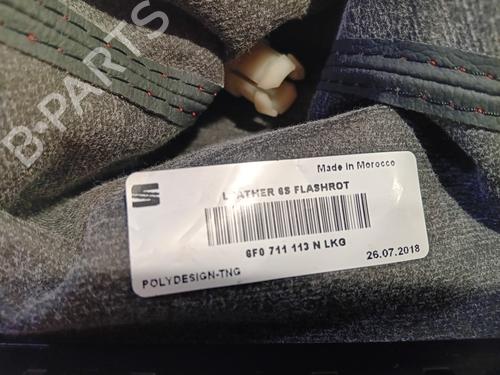 B-PARTS
Made in Morocco
LEATHER 6S FLASHROT
6F0 711 113 N LKG
26.07.2018
POLYDESIGN-TNG